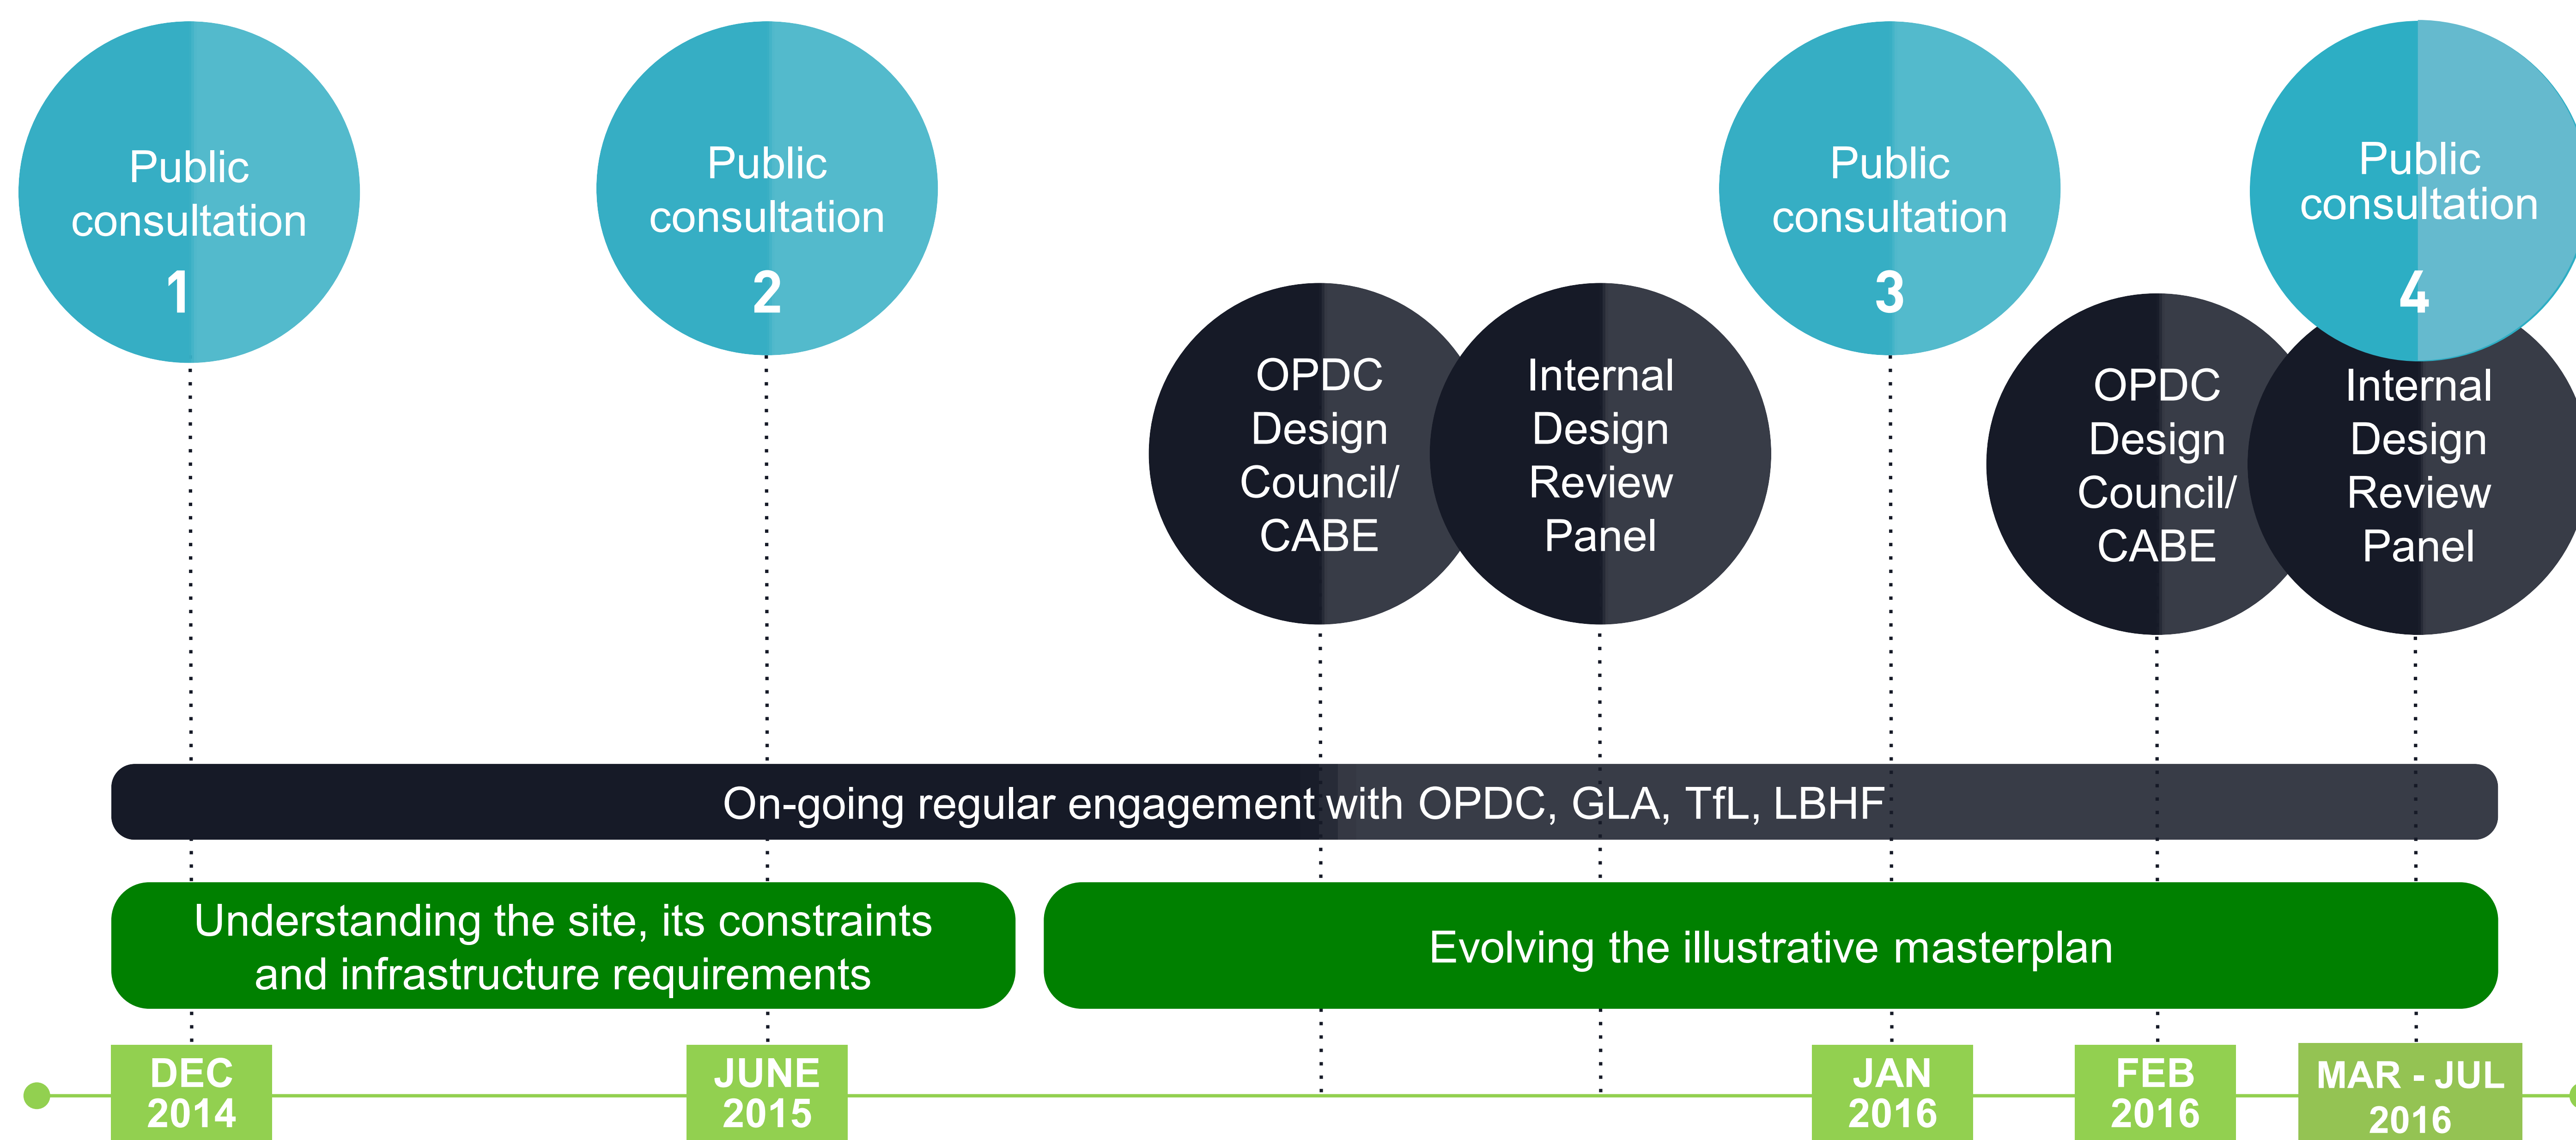 Public
consultation
1
Public
consultation
2
OPDC
Design
Council/
CABE
Internal
Design
Review
Panel
Public
consultation
3
OPDC
Design
Council/
CABE
Public
consultation
4
Internal
Design
Review
Panel
On-going regular engagement with OPDC, GLA, TfL, LBHF
Understanding the site, its constraints
and infrastructure requirements
Evolving the illustrative masterplan
DEC
2014
JUNE
2015
JAN
2016
FEB
2016
MAR - JUL
2016